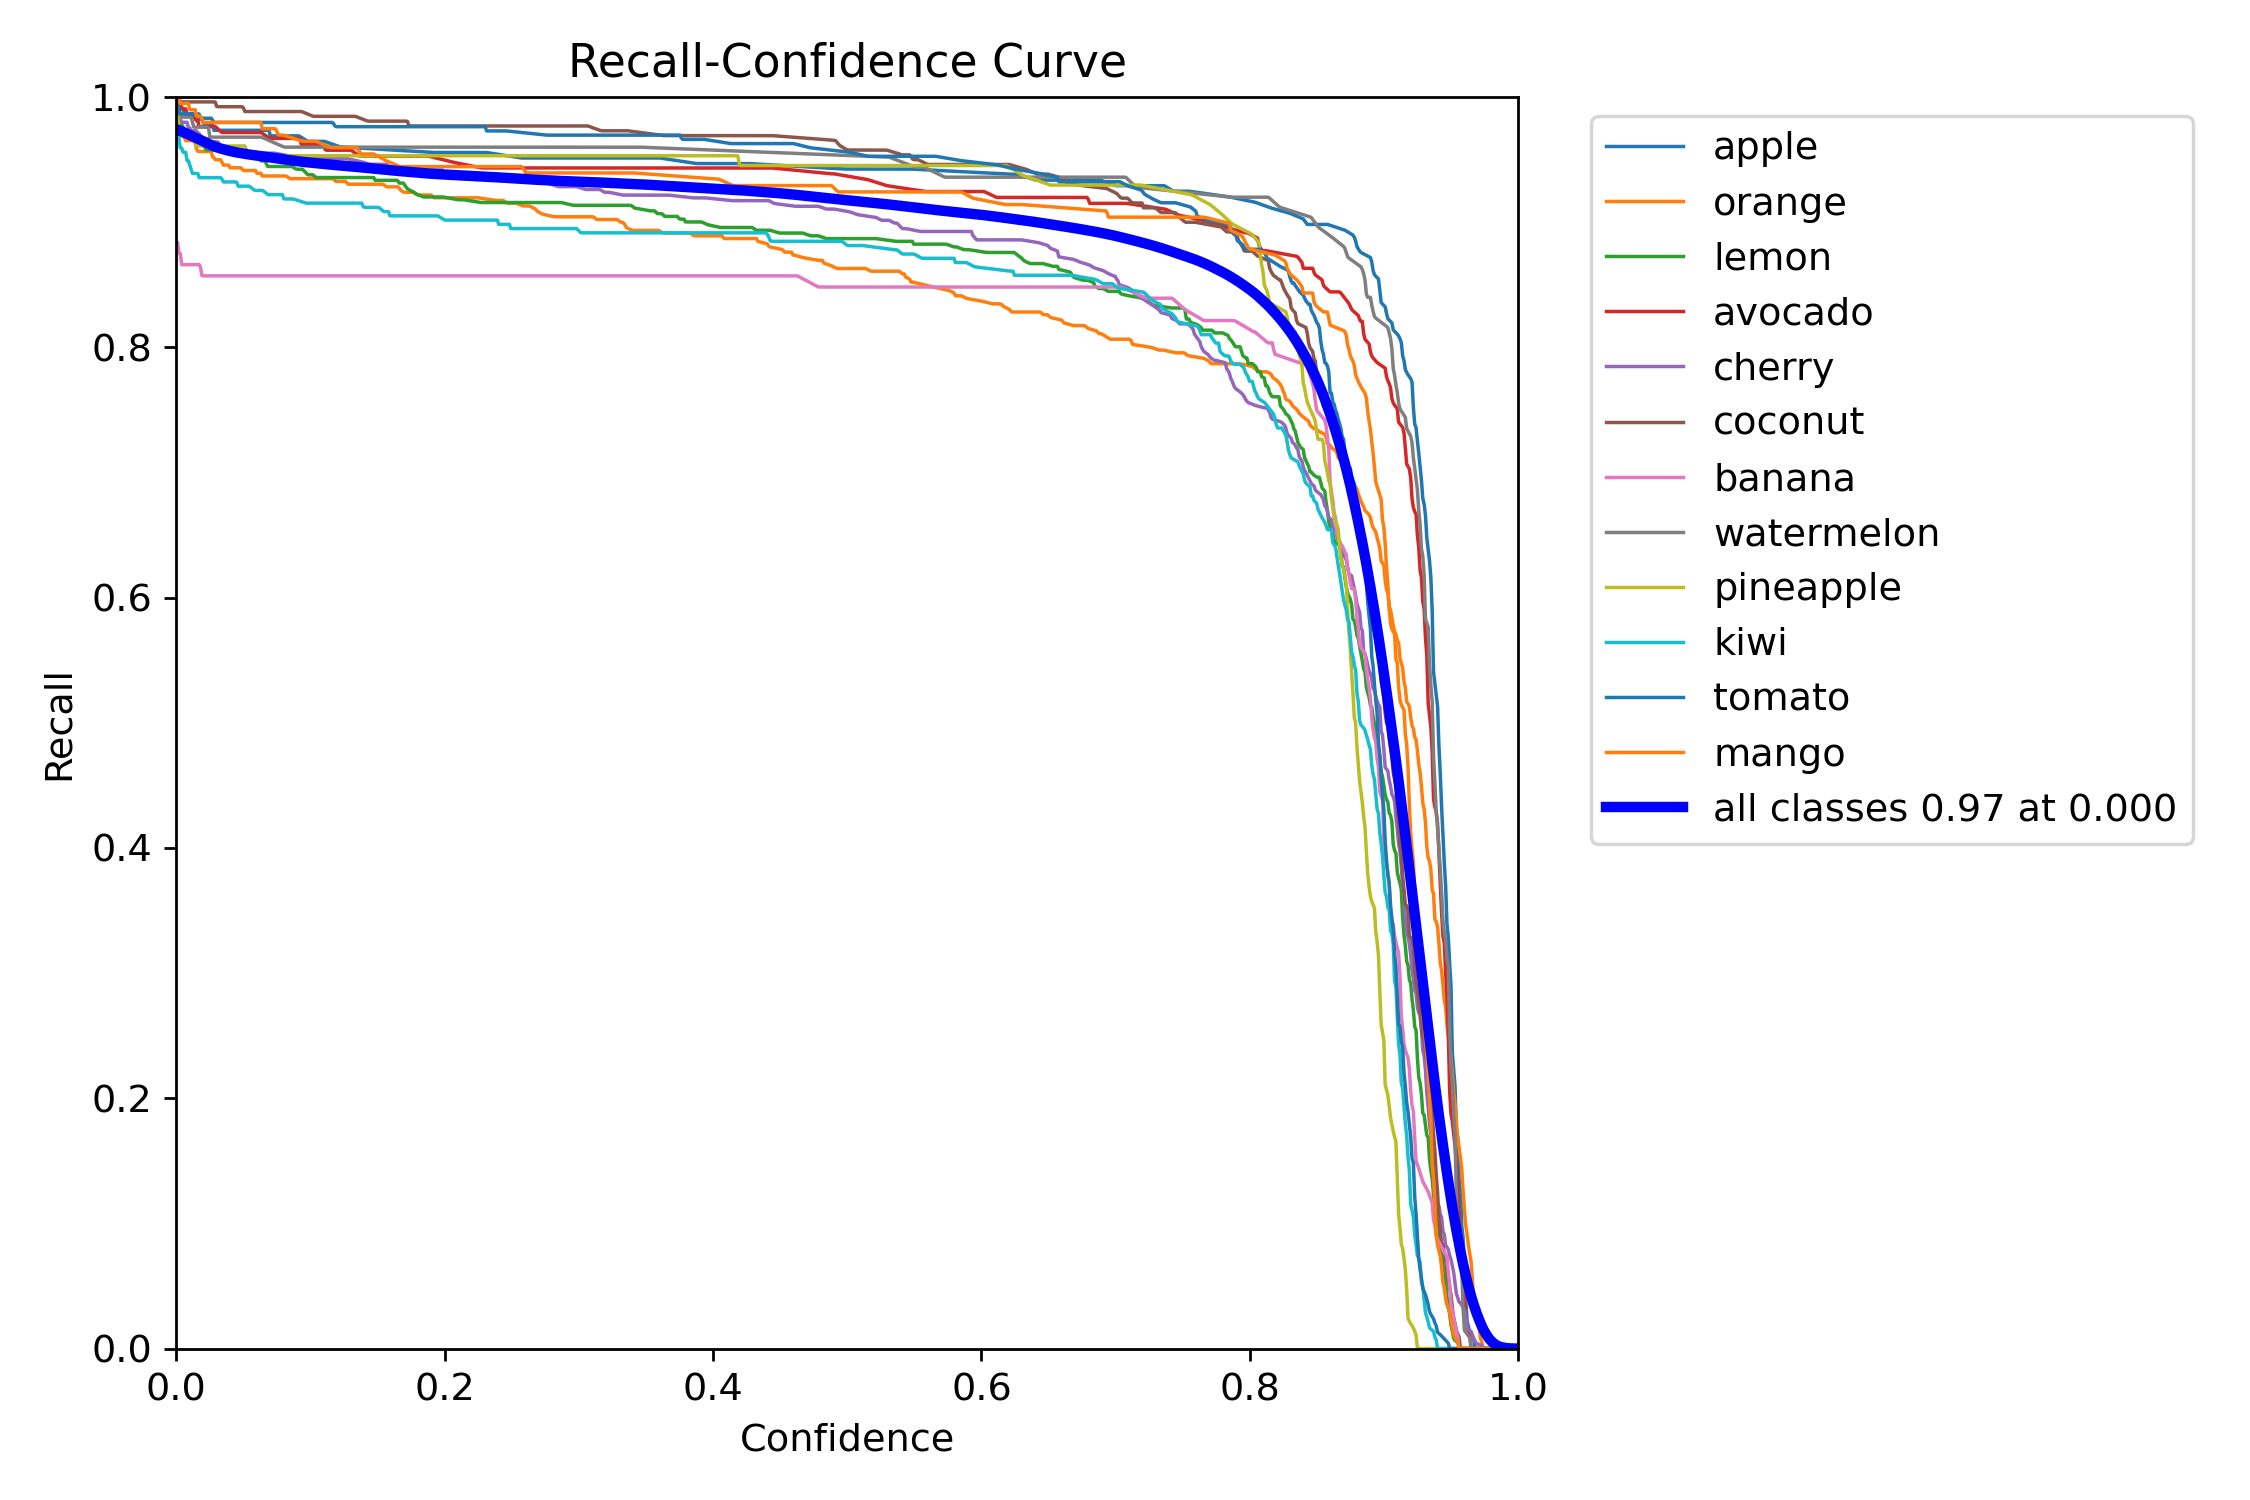 Recall-Confidence Curve
1.0
0.8
0.6
0.4
0.2
0.0
Recall
0.0 0.2 0.4 0.6 0.8 1.0
Confidence
apple
orange
lemon
avocado
cherry
coconut
banana
watermelon
pineapple
kiwi
tomato
mango
all classes 0.97 at 0.000